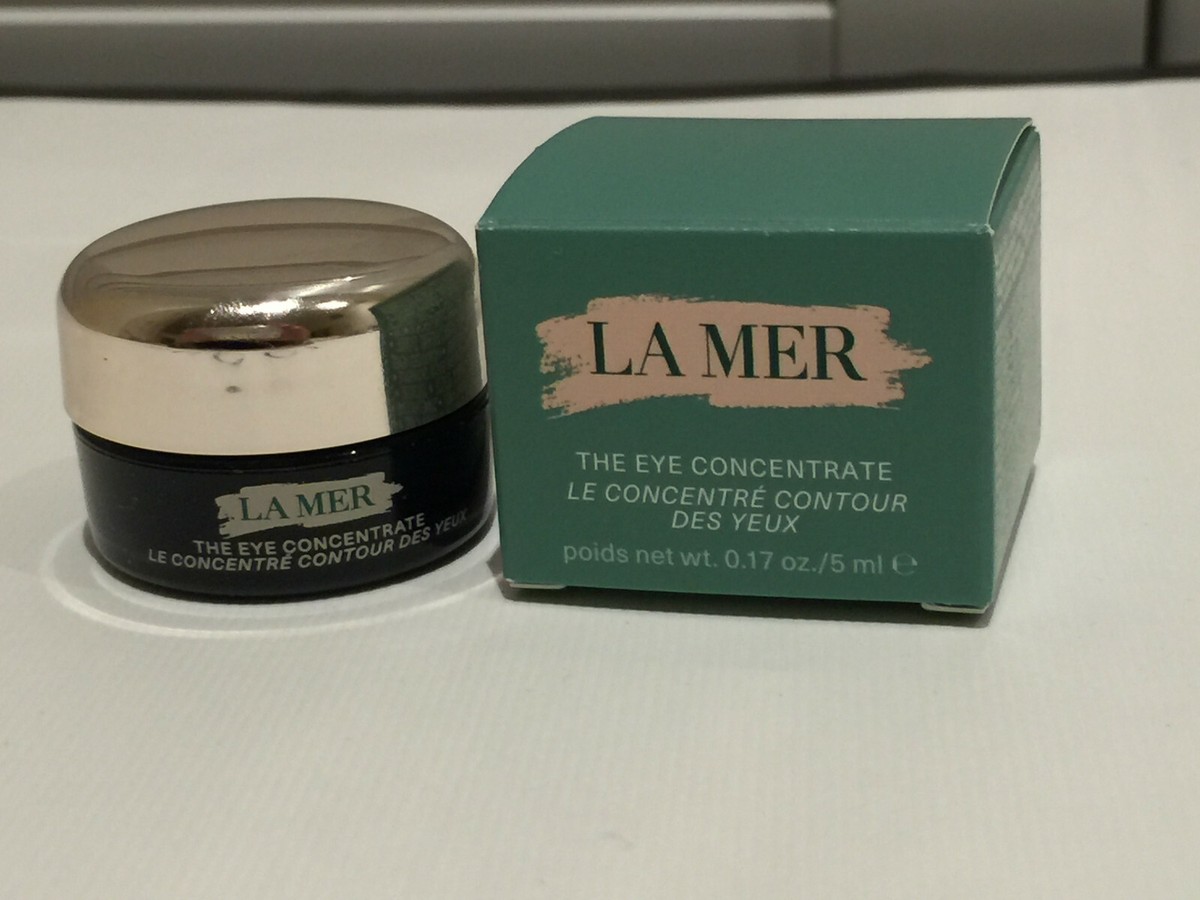 LA MER
THE EYE CONCENTRATE
LE CONCENTRÉ CONTOUR DES YEUX
LA MER
THE EYE CONCENTRATE
LE CONCENTRÉ CONTOUR
DES YEUX
poids net wt. 0.17 oz./5 ml ℮